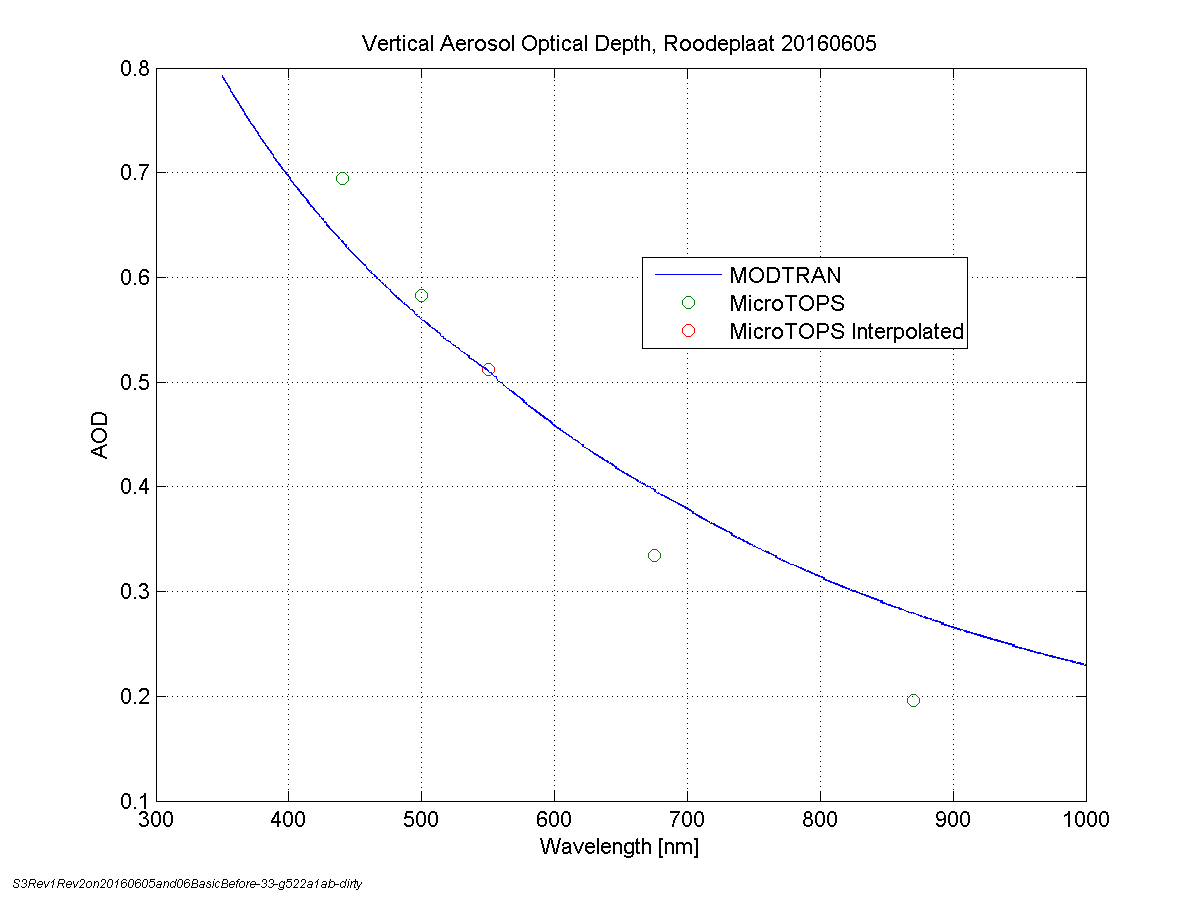 Vertical Aerosol Optical Depth, Roodeplaat 20160605
0.8
0.7
0.6
0.5
0.4
0.3
0.2
0.1
AOD
MODTRAN
MicroTOPS
MicroTOPS Interpolated
300 400 500 600 700 800 900 1000
Wavelength [nm]
S3Rev1Rev2on20160605and06BasicBefore-33-g522a1ab-dirty